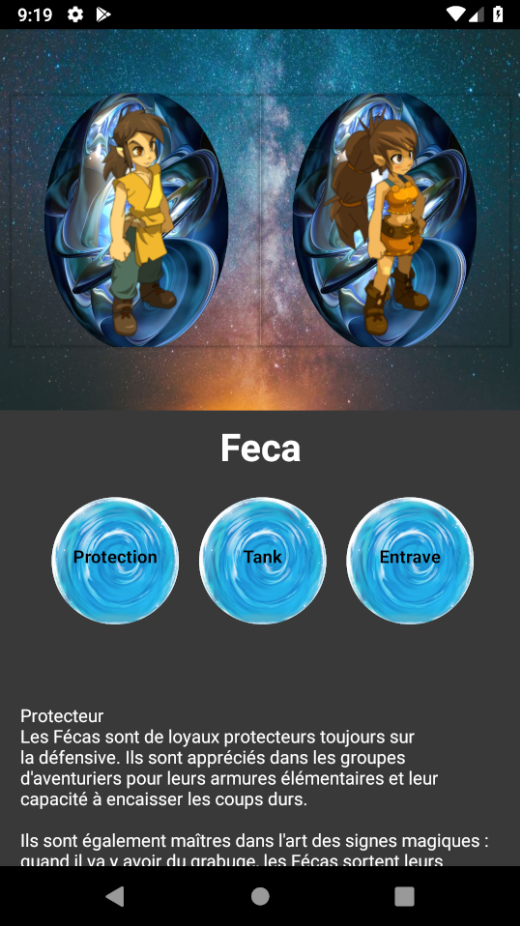 9:19
Feca
Protection Tank Entrave
Protecteur
Les Fécas sont de loyaux protecteurs toujours sur
la défensive. Ils sont appréciés dans les groupes
d'aventuriers pour leurs armures élémentaires et leur
capacité à encaisser les coups durs.
Ils sont également maîtres dans l'art des signes magiques :
quand il va y avoir du grabuge, les Fécas sortent leurs